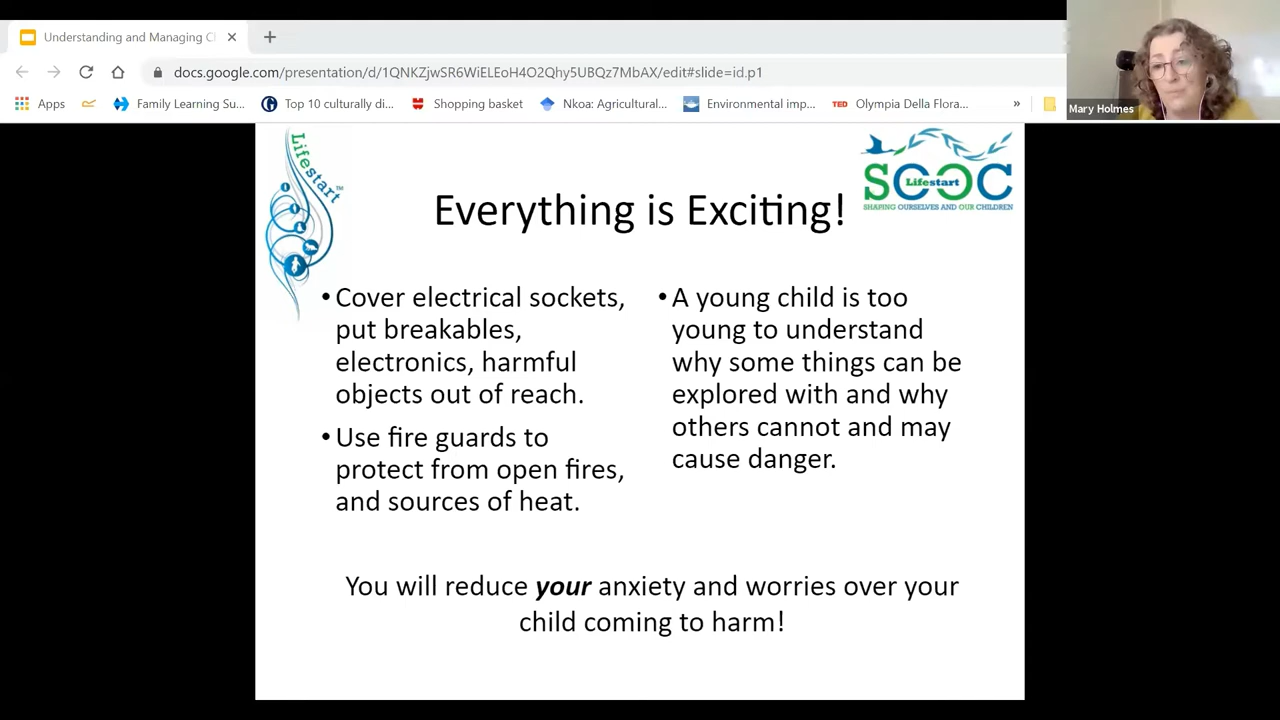 Understanding and Managing C
docs.google.com/presentation/d/1QNKZjwSR6WiELEoH4O2Qhy5UBQz7MbAX/edit#slide=id.p1
Apps
Family Learning Su...
Top 10 culturally di...
Shopping basket
Nkoa: Agricultural...
Environmental imp...
TED
Olympia Della Flora...
»
Mary Holmes
Lifestart™
SCOC
Lifestart
SHAPING OURSELVES AND OUR CHILDREN
Everything is Exciting!
• Cover electrical sockets,
put breakables,
electronics, harmful
objects out of reach.
• Use fire guards to
protect from open fires,
and sources of heat.
• A young child is too
young to understand
why some things can be
explored with and why
others cannot and may
cause danger.
You will reduce your anxiety and worries over your
child coming to harm!